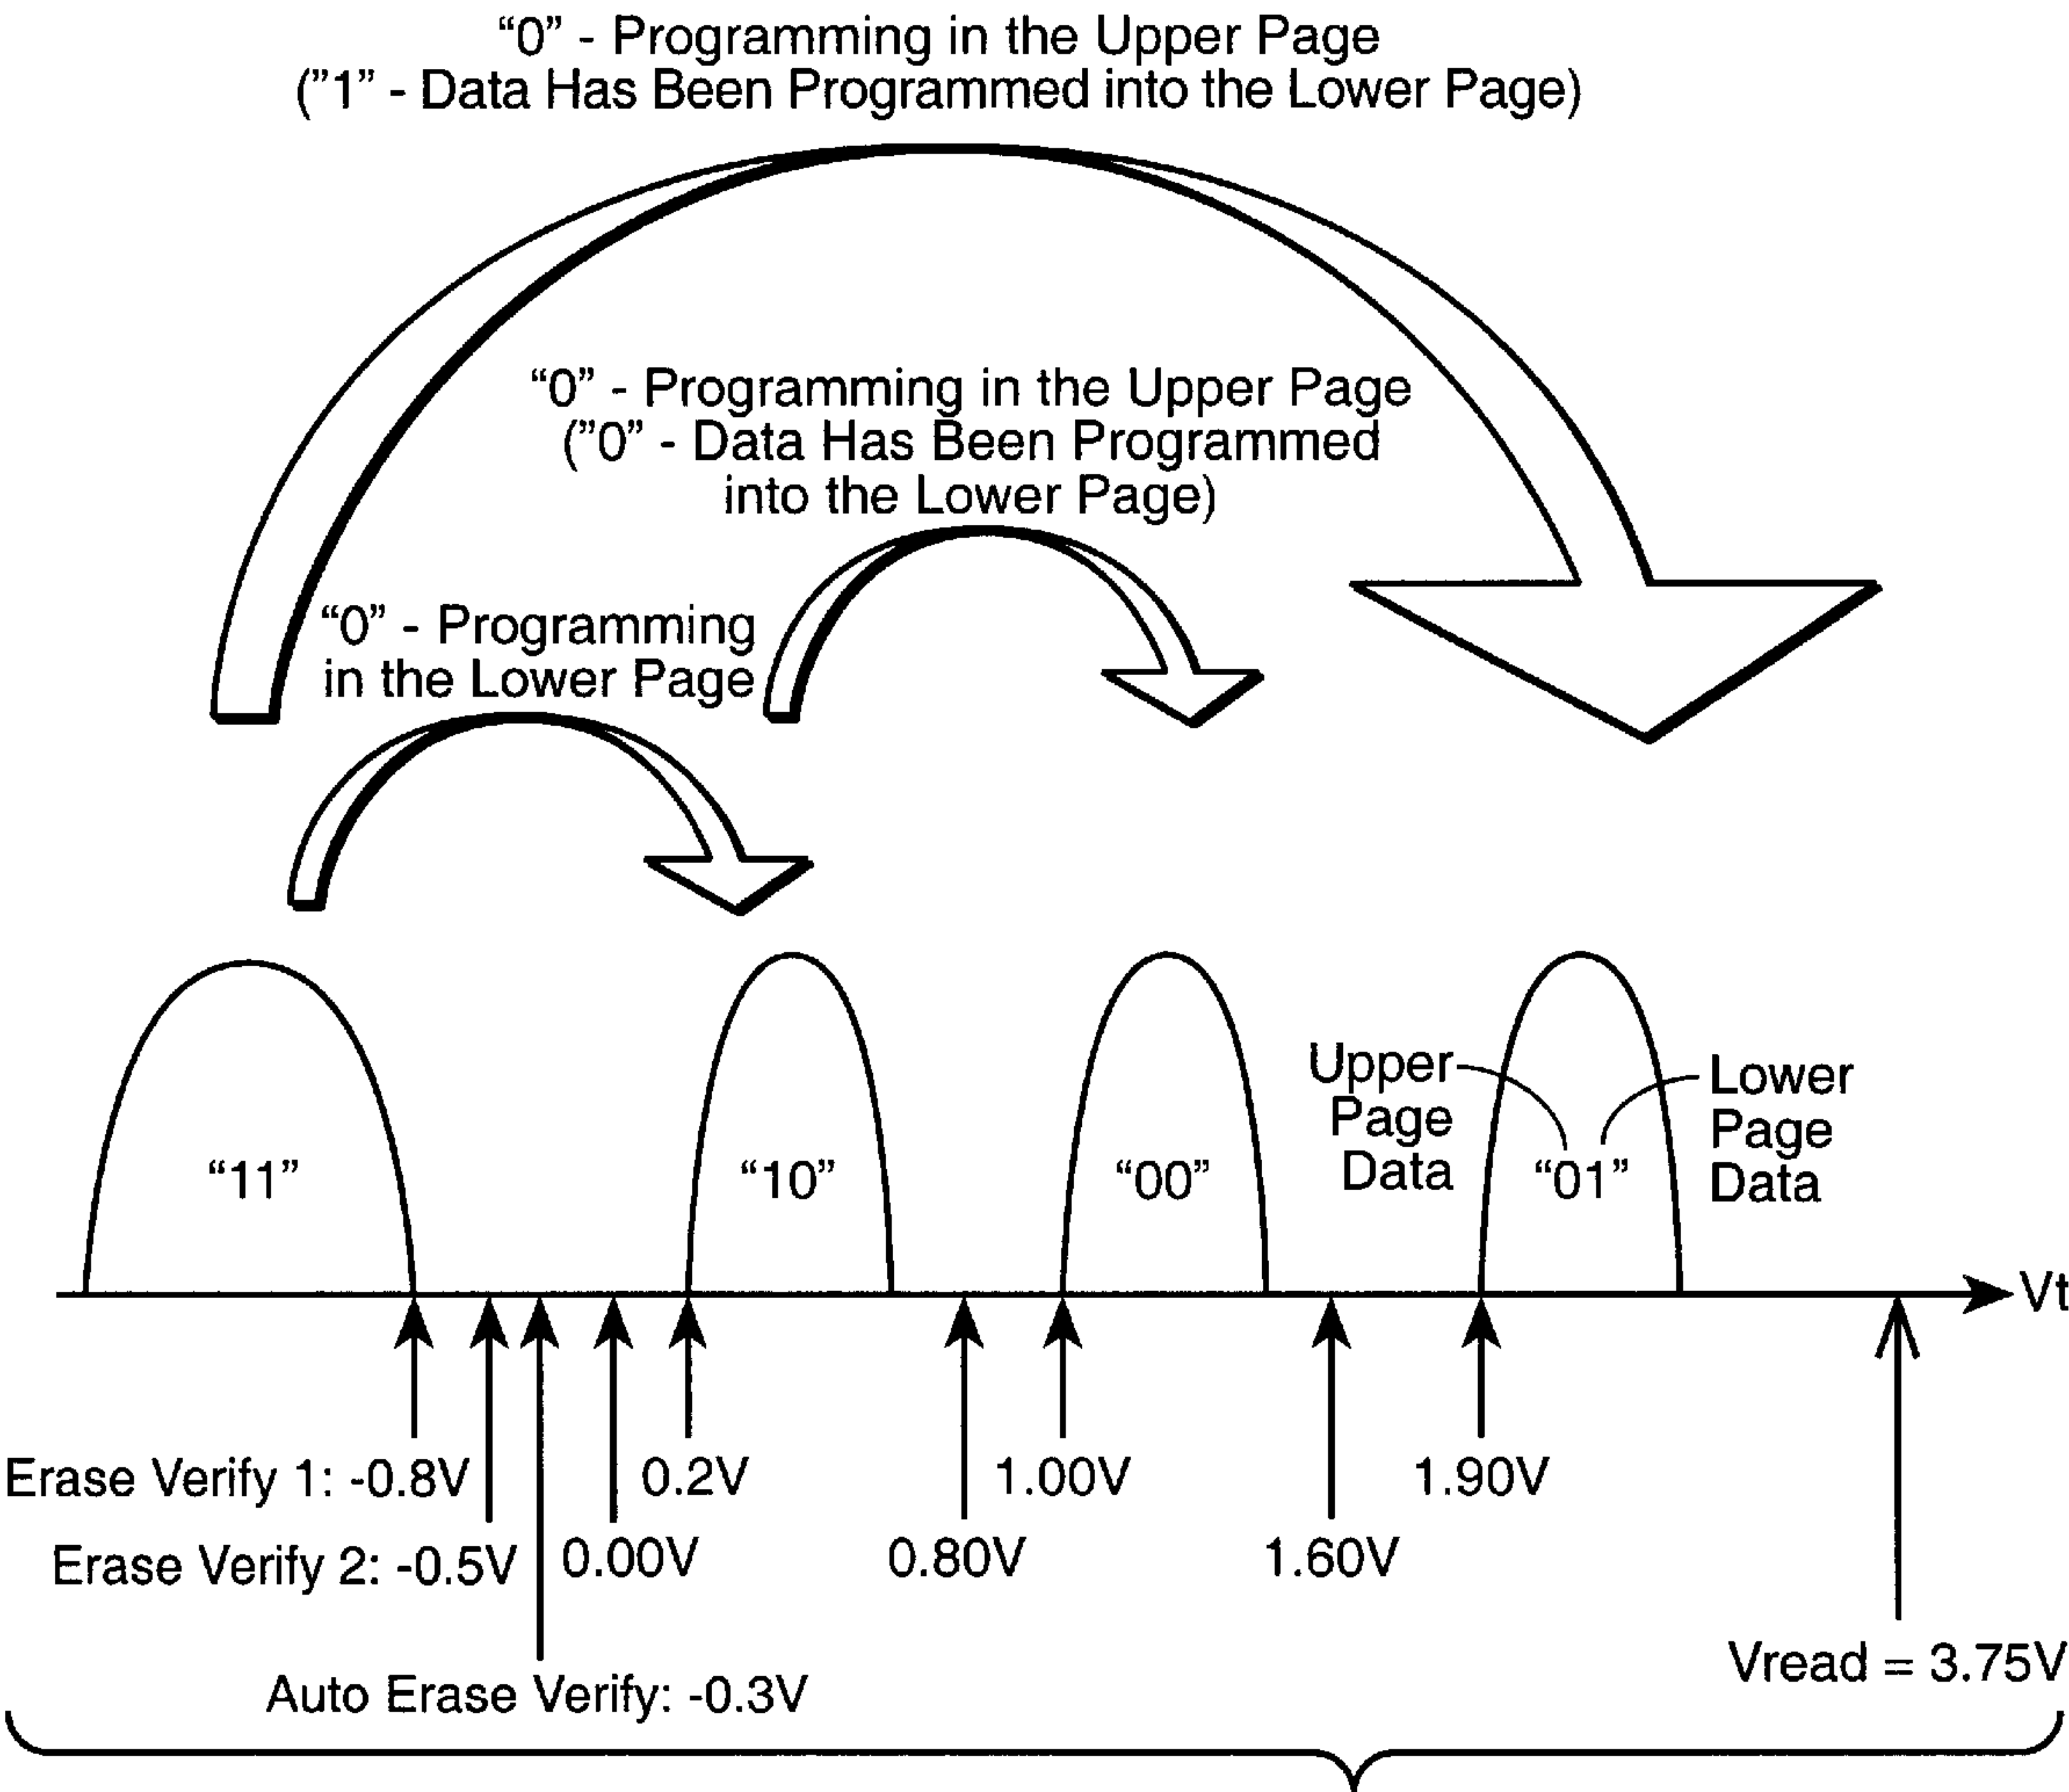 “0” - Programming in the Upper Page
(”1” - Data Has Been Programmed into the Lower Page)
“0” - Programming in the Upper Page
(”0” - Data Has Been Programmed
into the Lower Page)
“0” - Programming
in the Lower Page
Upper
Page
Data
Lower
Page
Data
“11”
“10”
“00”
“01”
Vt
Erase Verify 1: -0.8V
0.2V
1.00V
1.90V
Erase Verify 2: -0.5V
0.00V
0.80V
1.60V
Vread = 3.75V
Auto Erase Verify: -0.3V